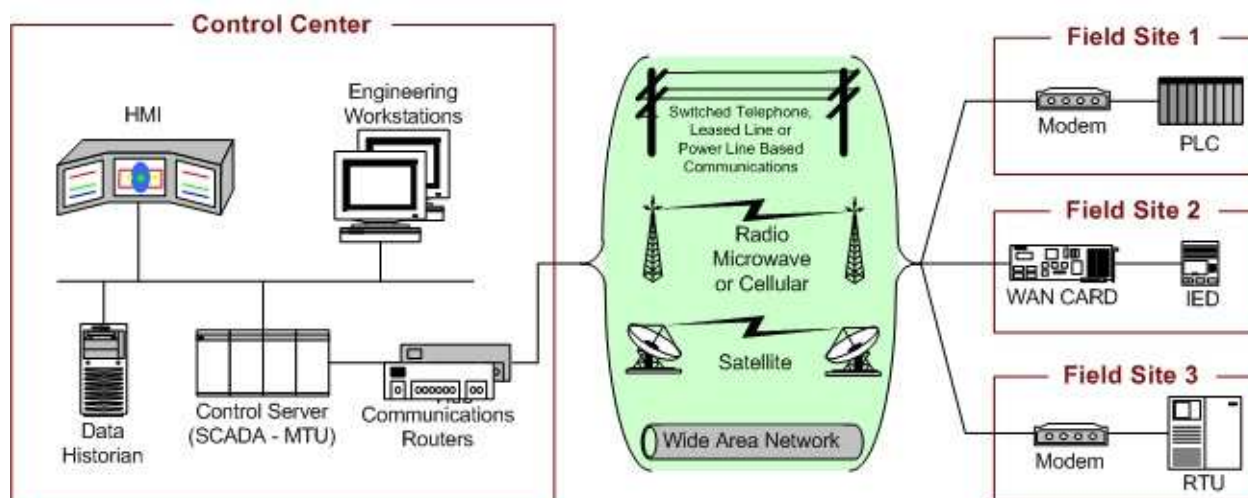 Control Center
HMI
Engineering
Workstations
Data
Historian
Control Server
(SCADA - MTU)
Communications
Routers
Switched Telephone,
Leased Line or
Power Line Based
Communications
Radio
Microwave
or Cellular
Satellite
Wide Area Network
Field Site 1
Modem
PLC
Field Site 2
WAN CARD
IED
Field Site 3
Modem
RTU